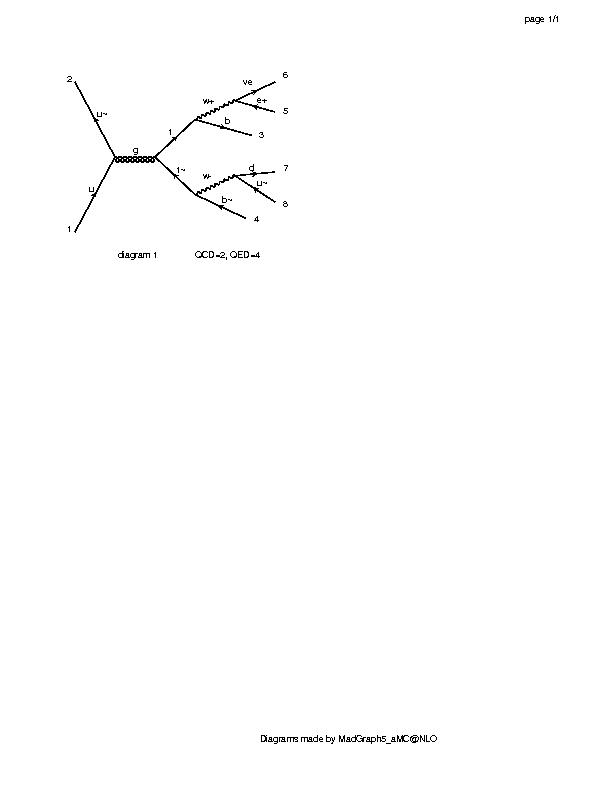 page 1/1
2
6
ve
w+
e+
u~
5
b
t
3
g
d
7
t~
w-
u~
u
8
b~
4
1
diagram 1 QCD=2, QED=4
Diagrams made by MadGraph5_aMC@NLO